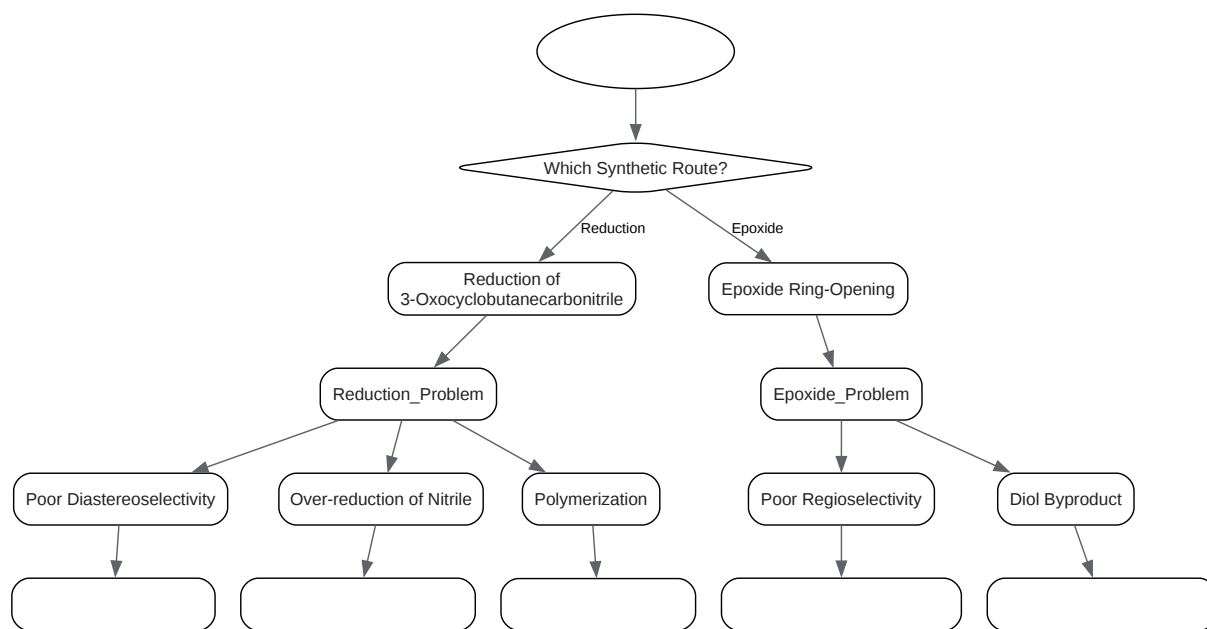 Which Synthetic Route?
Reduction
Epoxide
Reduction of
3-Oxocyclobutanecarbonitrile
Epoxide Ring-Opening
Reduction_Problem
Epoxide_Problem
Poor Diastereoselectivity
Over-reduction of Nitrile
Polymerization
Poor Regioselectivity
Diol Byproduct